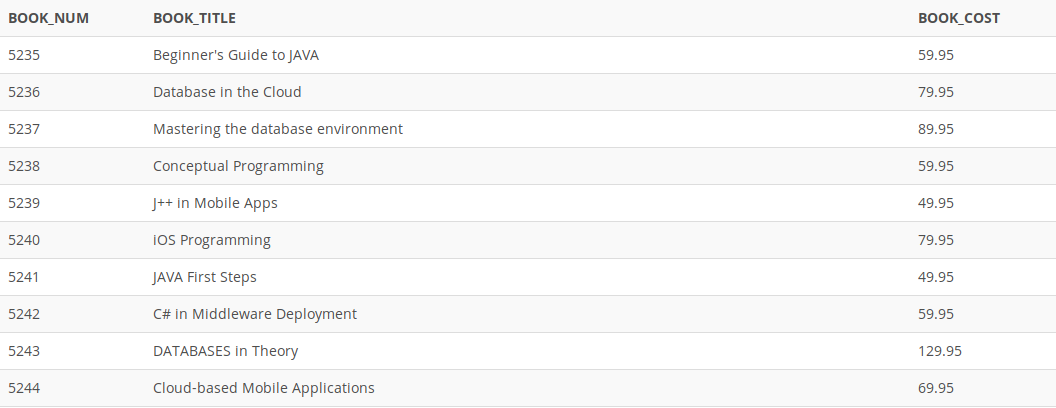 BOOK_NUM BOOK_TITLE BOOK_COST
5235 Beginner's Guide to JAVA 59.95
5236 Database in the Cloud 79.95
5237 Mastering the database environment 89.95
5238 Conceptual Programming 59.95
5239 J++ in Mobile Apps 49.95
5240 iOS Programming 79.95
5241 JAVA First Steps 49.95
5242 C# in Middleware Deployment 59.95
5243 DATABASES in Theory 129.95
5244 Cloud-based Mobile Applications 69.95